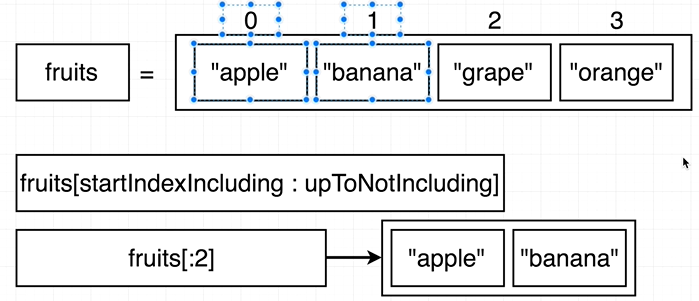 0 1 2 3
fruits = "apple" "banana" "grape" "orange"
fruits[startIndexIncluding : upToNotIncluding]
fruits[:2] "apple" "banana"